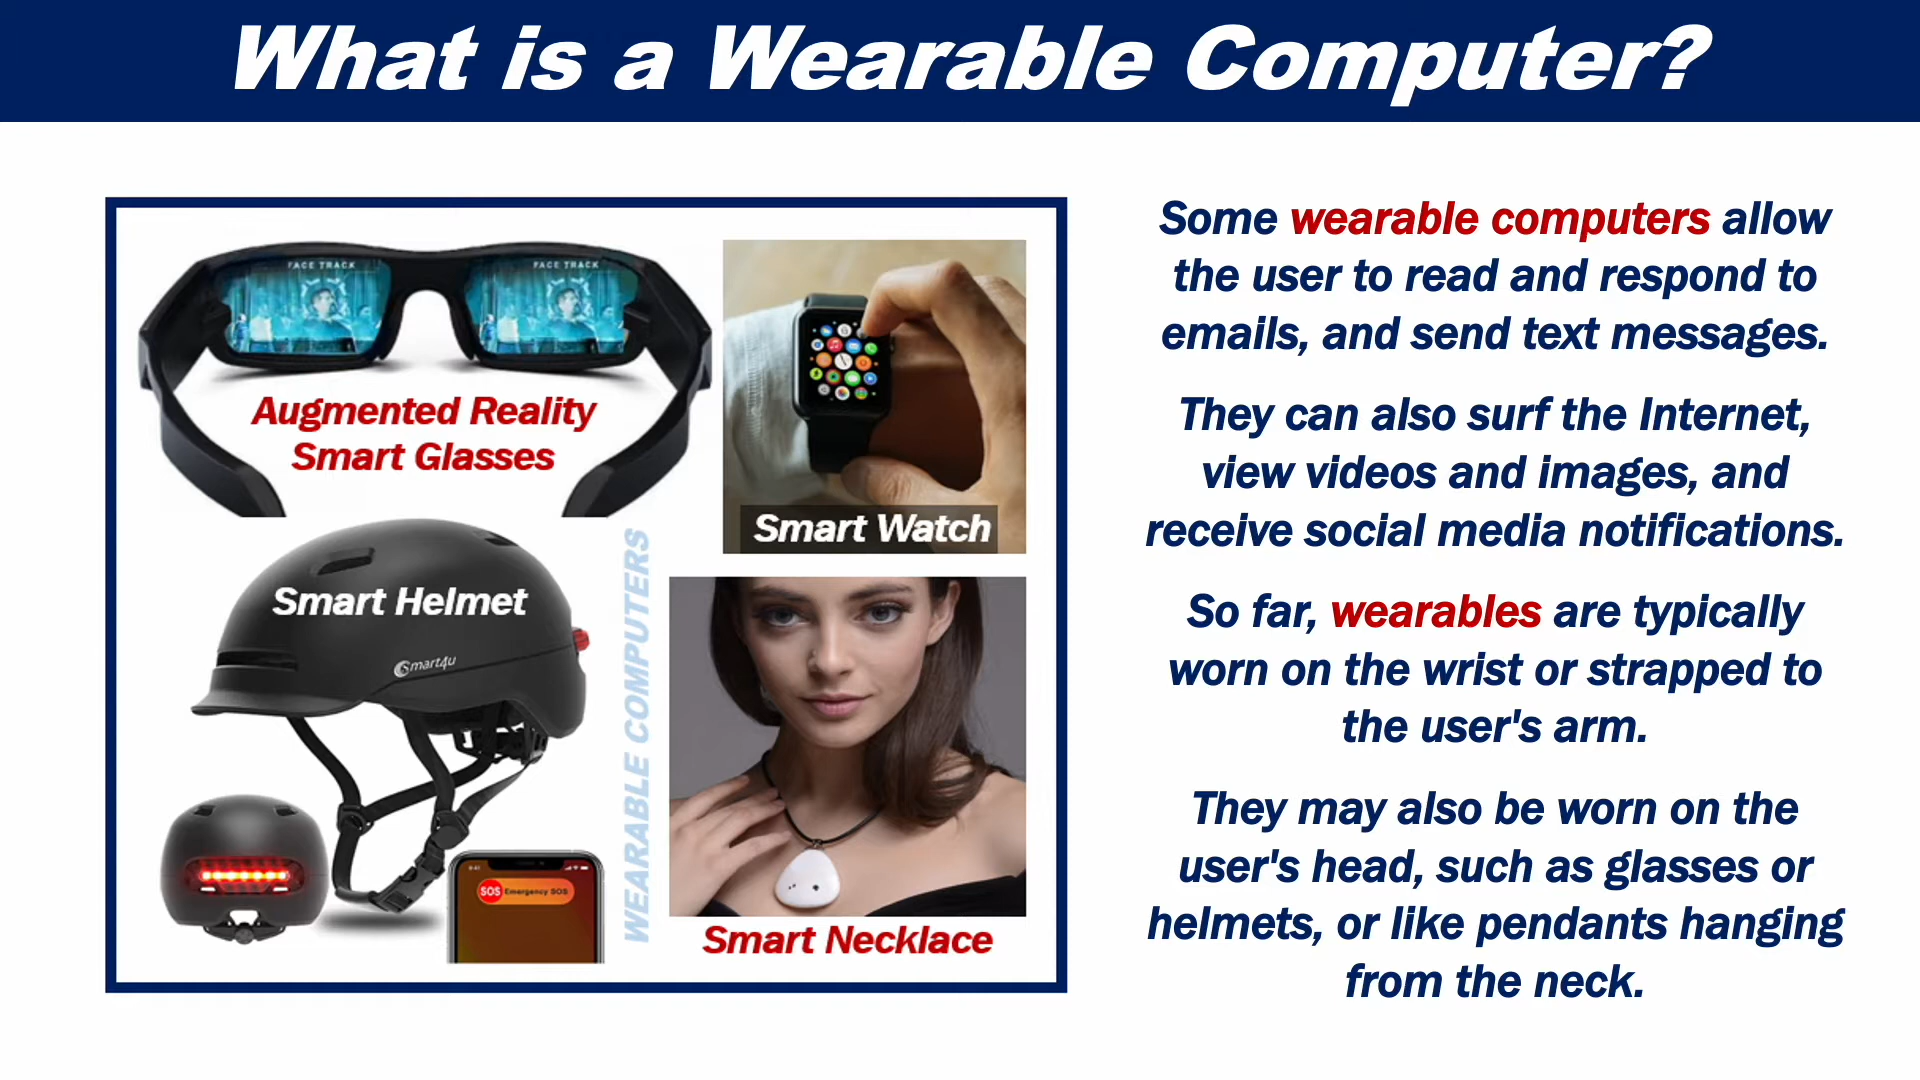 What is a Wearable Computer?
FACE TRACK
FACE TRACK
Augmented Reality
Smart Glasses
Smart Watch
Smart Helmet
Smart4u
WEARABLE COMPUTERS
SOS Emergency SOS
Smart Necklace
Some wearable computers allow
the user to read and respond to
emails, and send text messages.
They can also surf the Internet,
view videos and images, and
receive social media notifications.
So far, wearables are typically
worn on the wrist or strapped to
the user's arm.
They may also be worn on the
user's head, such as glasses or
helmets, or like pendants hanging
from the neck.